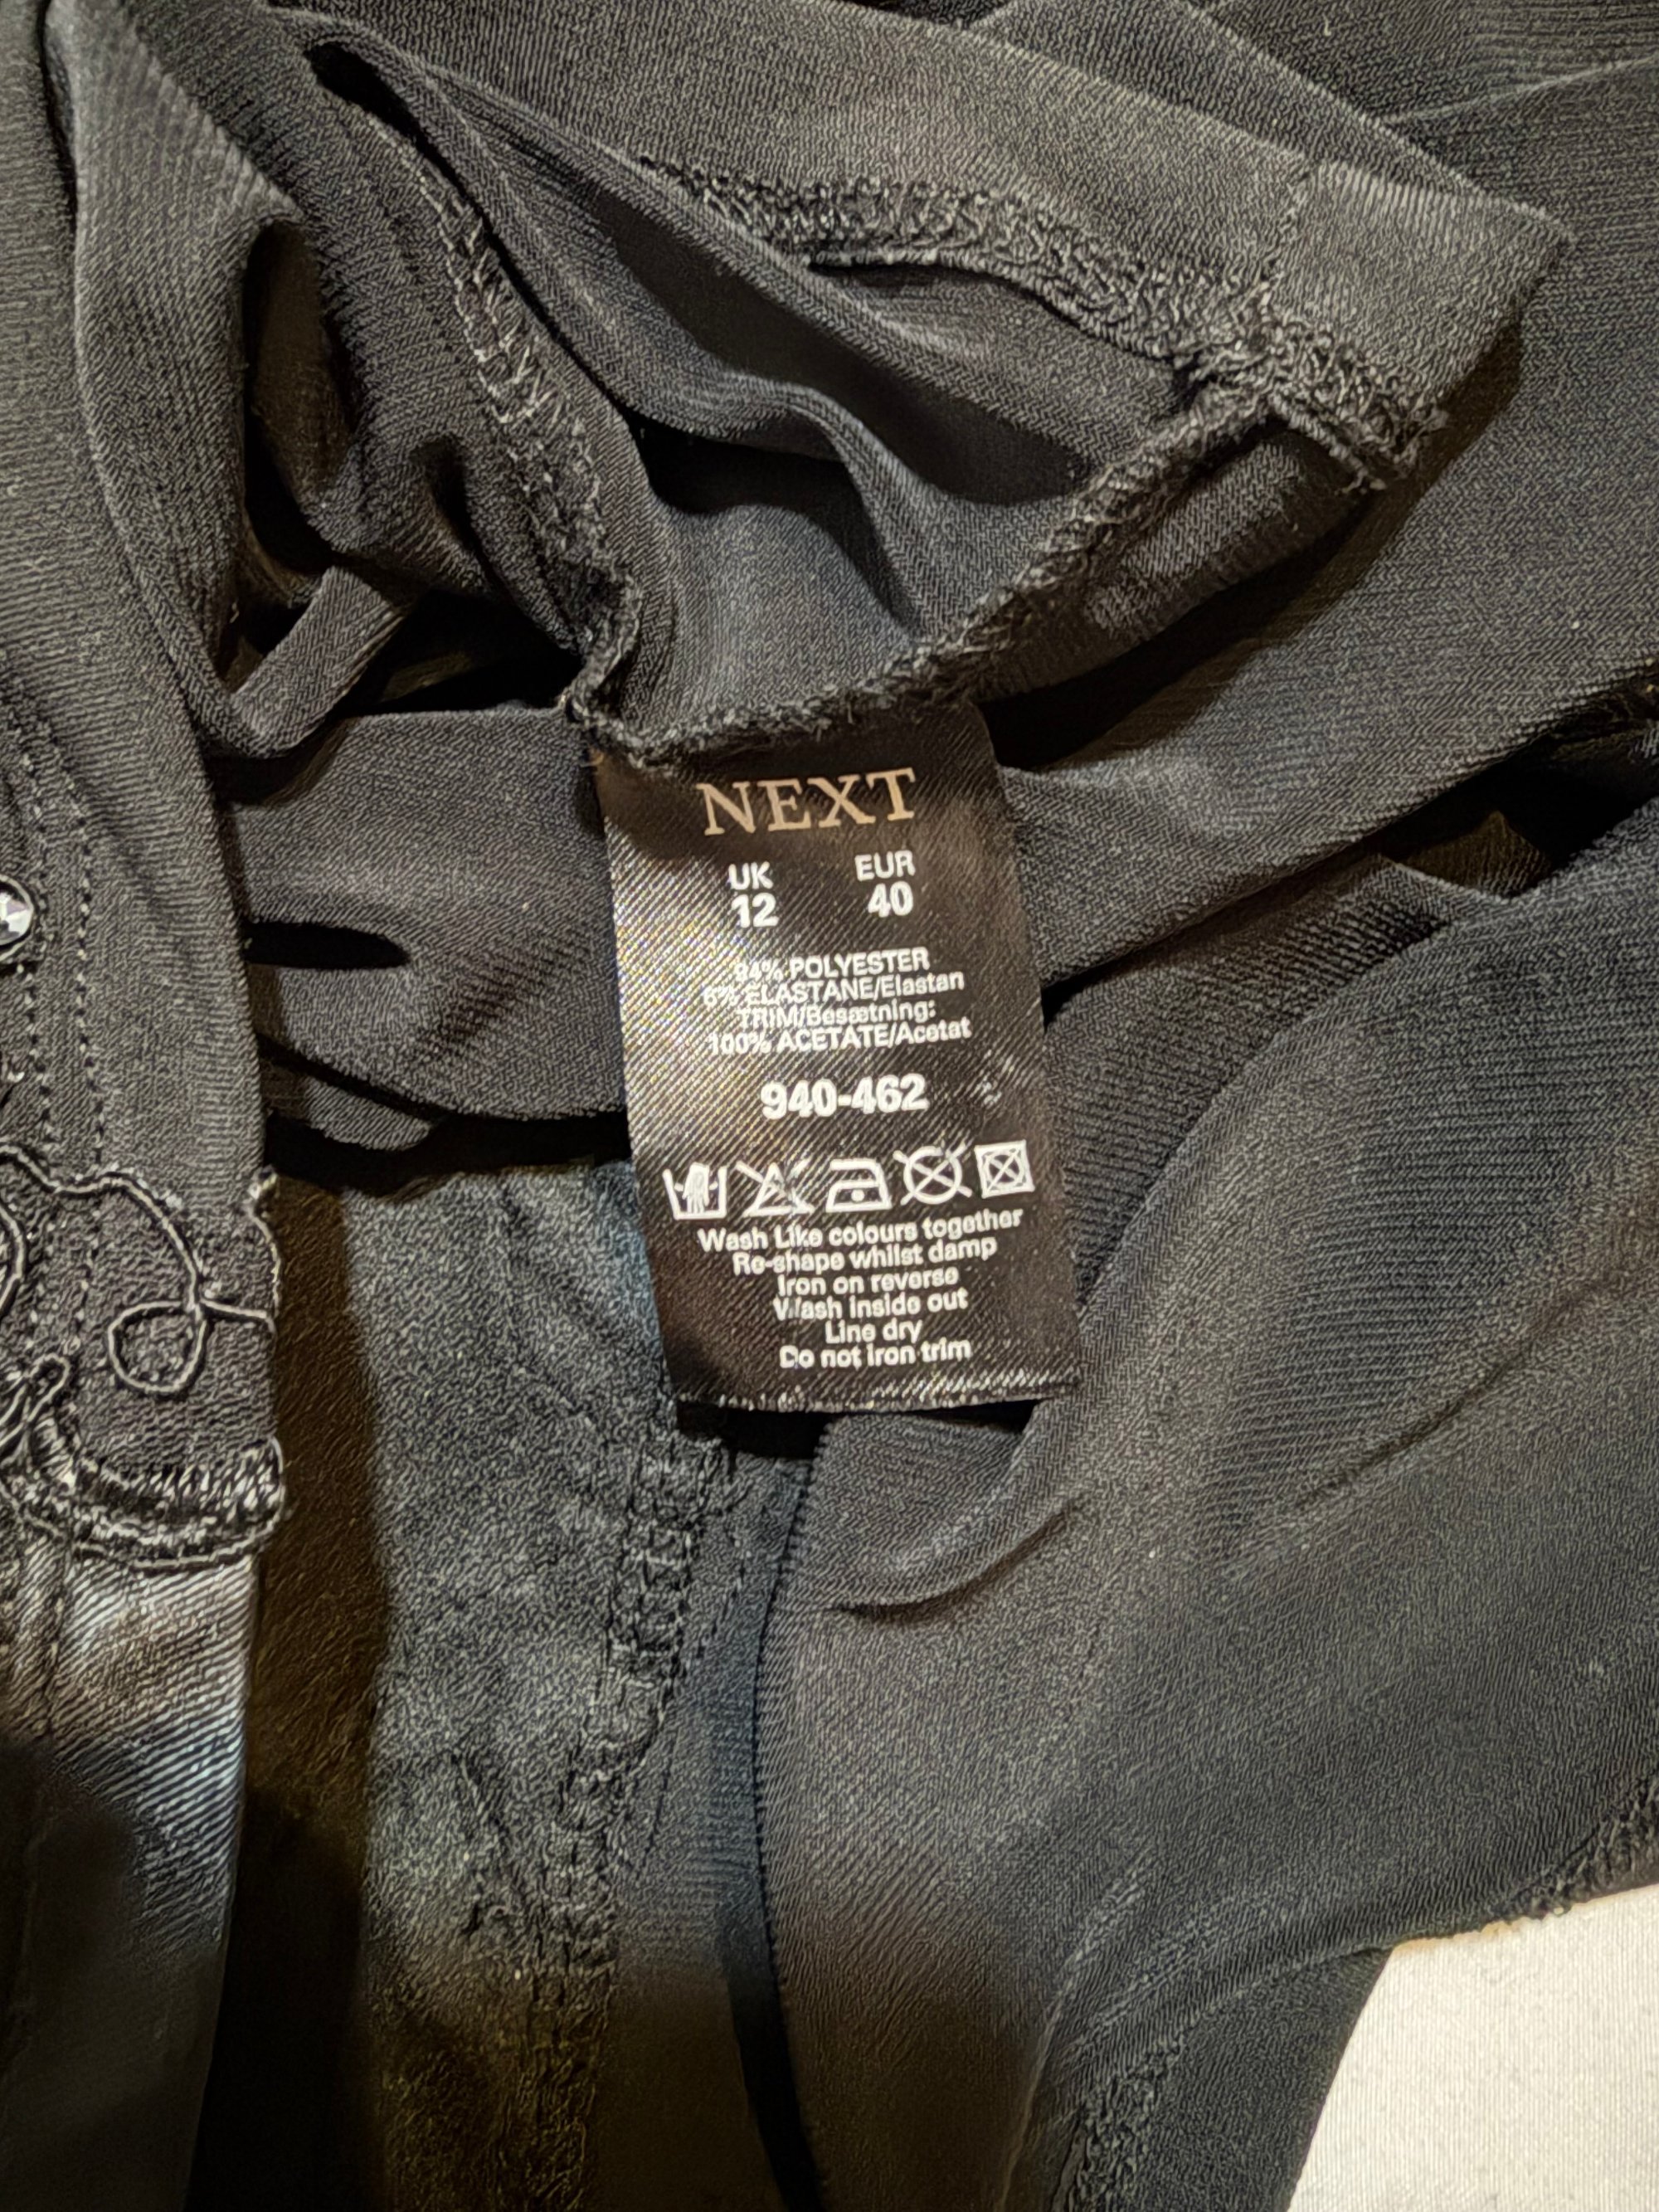 NEXT
UK EUR
12 40
94% POLYESTER
6% ELASTANE/Elastan
TRIM/Besætning:
100% ACETATE/Acetat
940-462
Wash Like colours together
Re-shape whilst damp
Iron on reverse
Wash inside out
Line dry
Do not iron trim